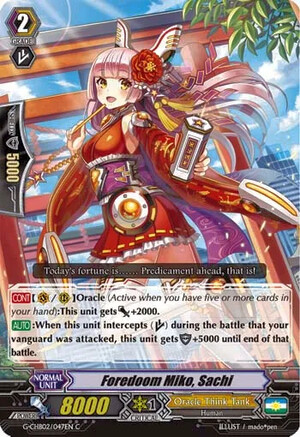 GRADE
2
5000
SHIELD
Today's fortune is...... Predicament ahead, that is!
CONT【 】Oracle (Active when you have five or more cards in
your hand):This unit gets +2000.
AUTO:When this unit intercepts ( ) during the battle that your
vanguard was attacked, this unit gets +5000 until end of that
battle.
NORMAL
UNIT
Foredoom Miko, Sachi
POWER
8000
1
Oracle Think Tank
Human
G-CHB02/047EN C
ILLUST / mado*pen